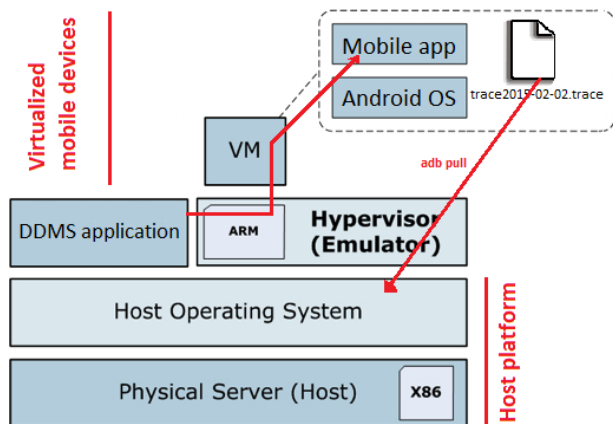 Mobile app
Android OS
trace2015-02-02.trace
Virtualized
mobile devices
VM
adb pull
DDMS application
ARM
Hypervisor
(Emulator)
Host Operating System
Host platform
Physical Server (Host)
X86